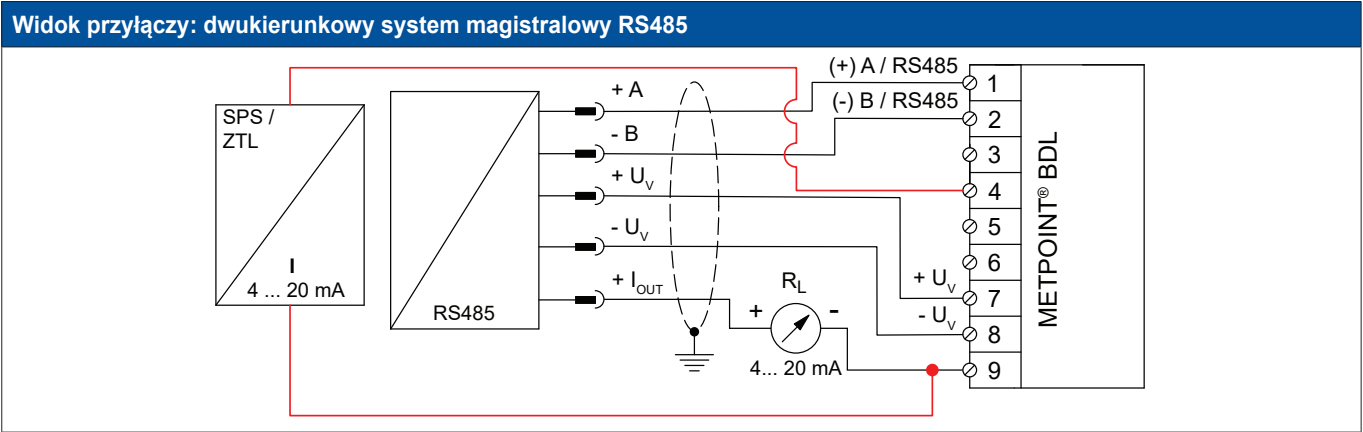 Widok przyłączy: dwukierunkowy system magistralowy RS485
SPS /
ZTL
I
4 ... 20 mA
RS485
+ A
- B
+ Uv
- Uv
+ IOUT
RL
+ -
4... 20 mA
(+) A / RS485
(-) B / RS485
+ Uv
- Uv
1
2
3
4
5
6
7
8
9
METPOINT® BDL